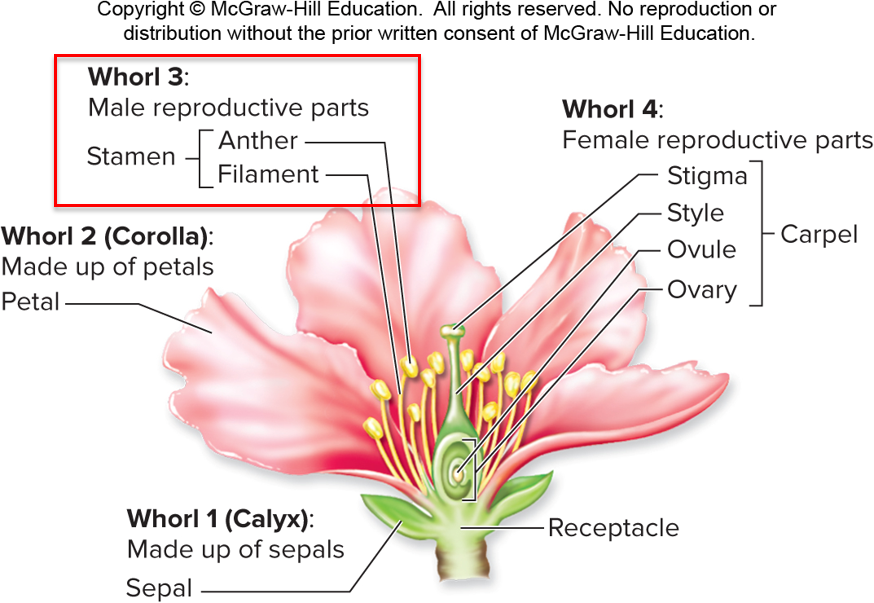 Copyright © McGraw-Hill Education.  All rights reserved. No reproduction or
distribution without the prior written consent of McGraw-Hill Education.
Whorl 3:
Male reproductive parts
Stamen
Anther
Filament
Whorl 4:
Female reproductive parts
Stigma
Style
Ovule
Ovary
Carpel
Whorl 2 (Corolla):
Made up of petals
Petal
Whorl 1 (Calyx):
Made up of sepals
Sepal
Receptacle